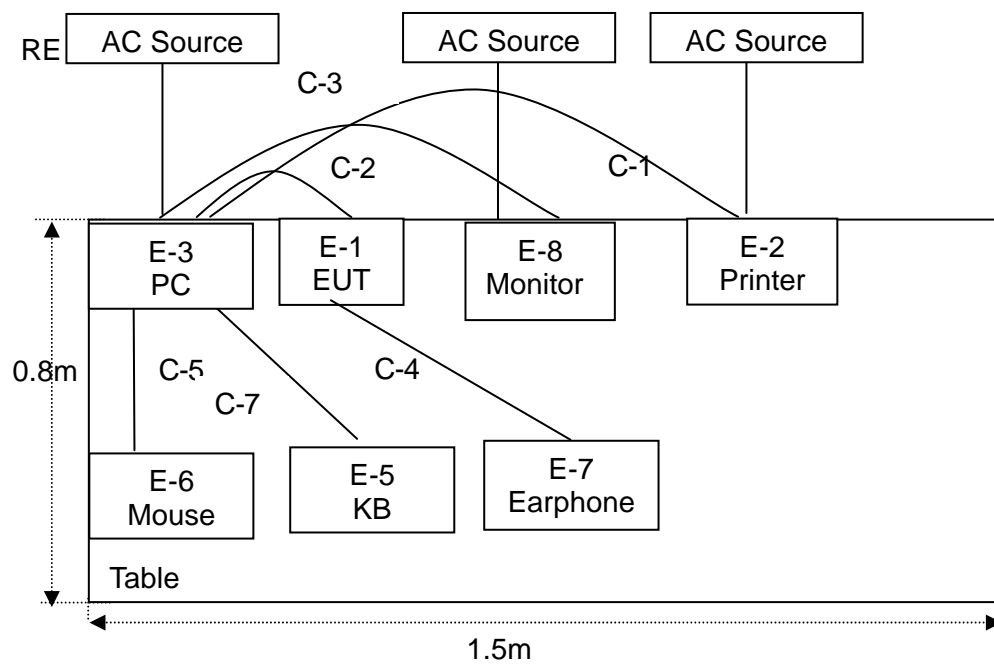 RE
AC Source
AC Source
AC Source
C-3
C-2
C-1
E-3
PC
E-1
EUT
E-8
Monitor
E-2
Printer
0.8m
C-5
C-7
C-4
E-6
Mouse
E-5
KB
E-7
Earphone
Table
1.5m